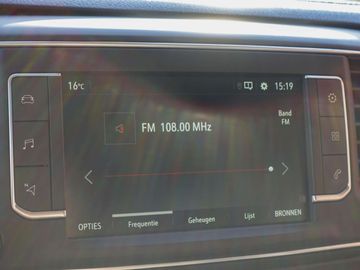 16°C 15:19
FM 108.00 MHz
Band
FM
N
OPTIES Frequentie Geheugen Lijst BRONNEN